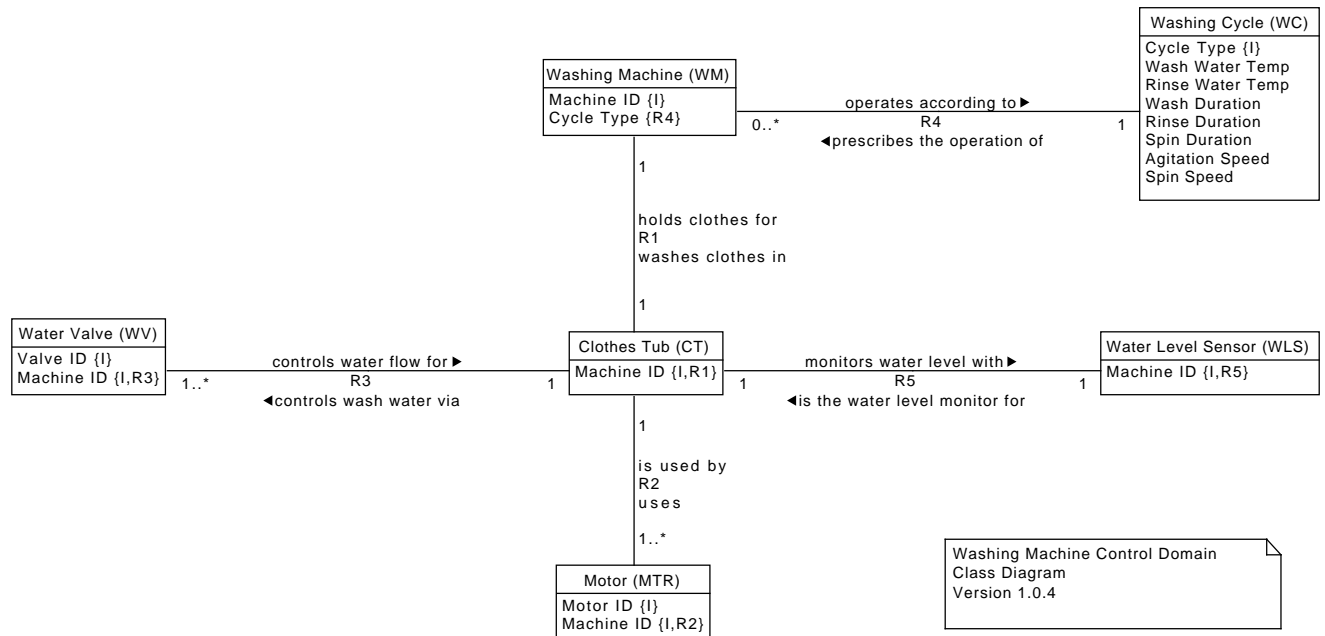 Washing Cycle (WC)
Cycle Type {I}
Wash Water Temp
Rinse Water Temp
Wash Duration
Rinse Duration
Spin Duration
Agitation Speed
Spin Speed
Washing Machine (WM)
Machine ID {I}
Cycle Type {R4}
operates according to ►
R4
0..*
1
◄prescribes the operation of
1
holds clothes for
R1
washes clothes in
1
Water Valve (WV)
Valve ID {I}
Machine ID {I,R3}
controls water flow for ►
R3
1..*
1
◄controls wash water via
Clothes Tub (CT)
Machine ID {I,R1}
monitors water level with ►
R5
1
1
◄is the water level monitor for
Water Level Sensor (WLS)
Machine ID {I,R5}
1
is used by
R2
uses
1..*
Motor (MTR)
Motor ID {I}
Machine ID {I,R2}
Washing Machine Control Domain
Class Diagram
Version 1.0.4